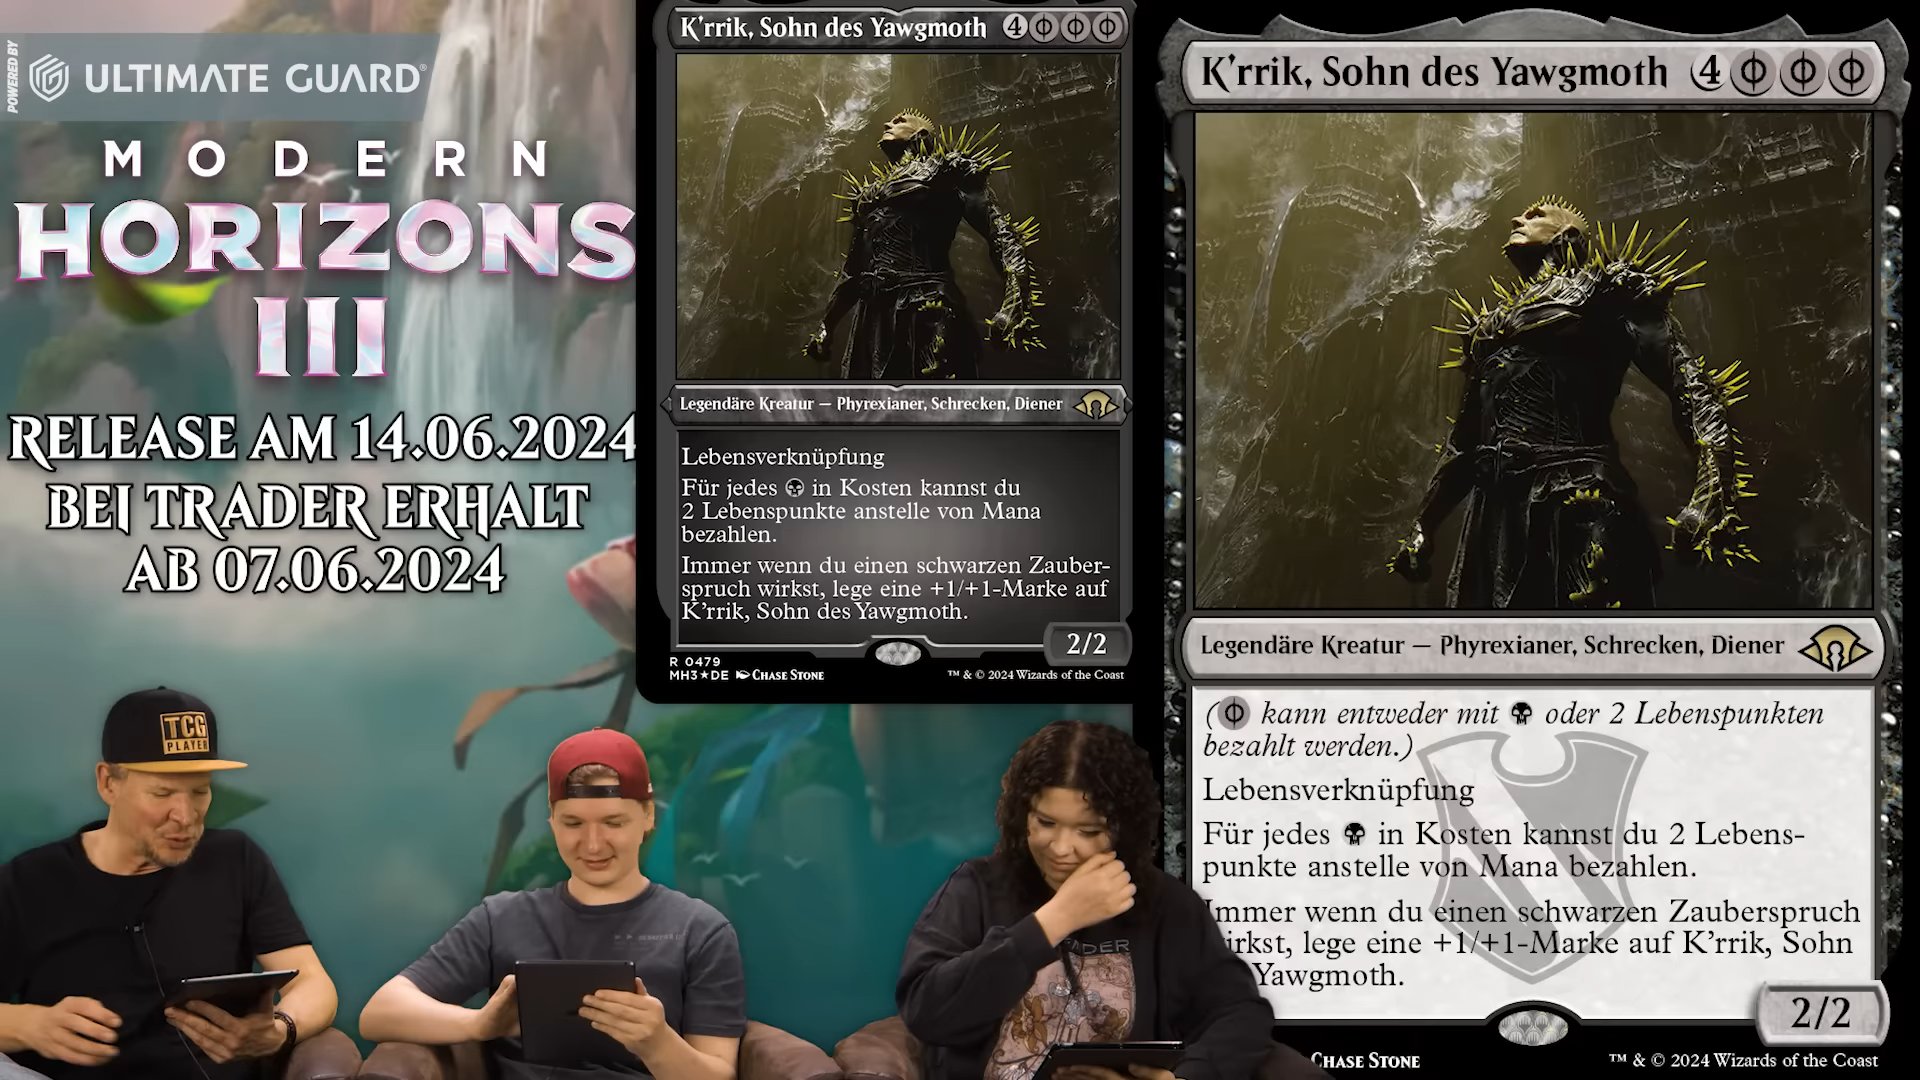 POWERED BY
ULTIMATE GUARD®
MODERN
HORIZONS
III
RELEASE AM 14.06.2024
BEI TRADER ERHALT
AB 07.06.2024
K'rrik, Sohn des Yawgmoth 4
Legendäre Kreatur — Phyrexianer, Schrecken, Diener
Lebensverknüpfung
Für jedes in Kosten kannst du
2 Lebenspunkte anstelle von Mana
bezahlen.
Immer wenn du einen schwarzen Zauber-
spruch wirkst, lege eine +1/+1-Marke auf
K'rrik, Sohn des Yawgmoth.
2/2
R 0479
MH3★DE CHASE STONE
™ & © 2024 Wizards of the Coast
K'rrik, Sohn des Yawgmoth 4
Legendäre Kreatur — Phyrexianer, Schrecken, Diener
( kann entweder mit oder 2 Lebenspunkten
bezahlt werden.)
Lebensverknüpfung
Für jedes in Kosten kannst du 2 Lebens-
punkte anstelle von Mana bezahlen.
Immer wenn du einen schwarzen Zauberspruch
irkst, lege eine +1/+1-Marke auf K'rrik, Sohn
Yawgmoth.
2/2
CHASE STONE
™ & © 2024 Wizards of the Coast
TCG
PLAYER
ADER